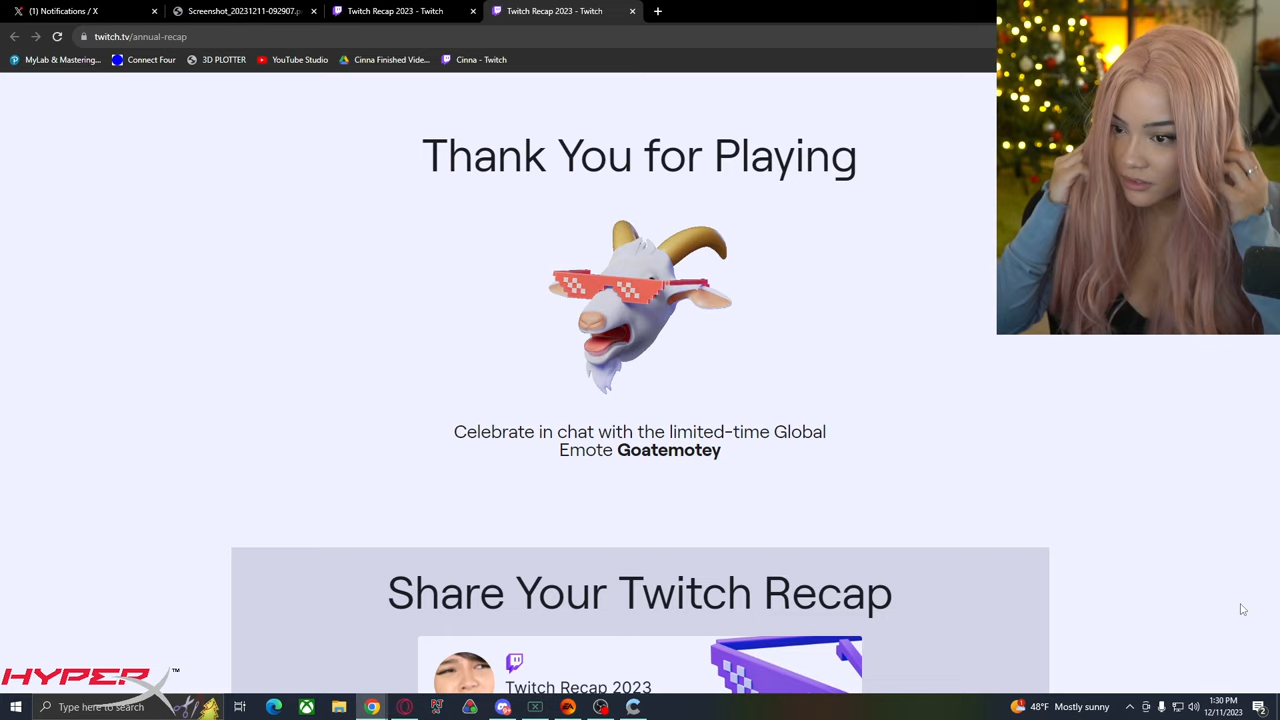 (1) Notifications / X
Screenshot_20231211-092907.p
Twitch Recap 2023 - Twitch
Twitch Recap 2023 - Twitch
twitch.tv/annual-recap
MyLab & Mastering...
Connect Four
3D PLOTTER
YouTube Studio
Cinna Finished Vide...
Cinna - Twitch
Thank You for Playing
Celebrate in chat with the limited-time Global
Emote Goatemotey
Share Your Twitch Recap
Twitch Recap 2023
HYPERX™
Type here to search
48°F Mostly sunny
1:30 PM
12/11/2023
2